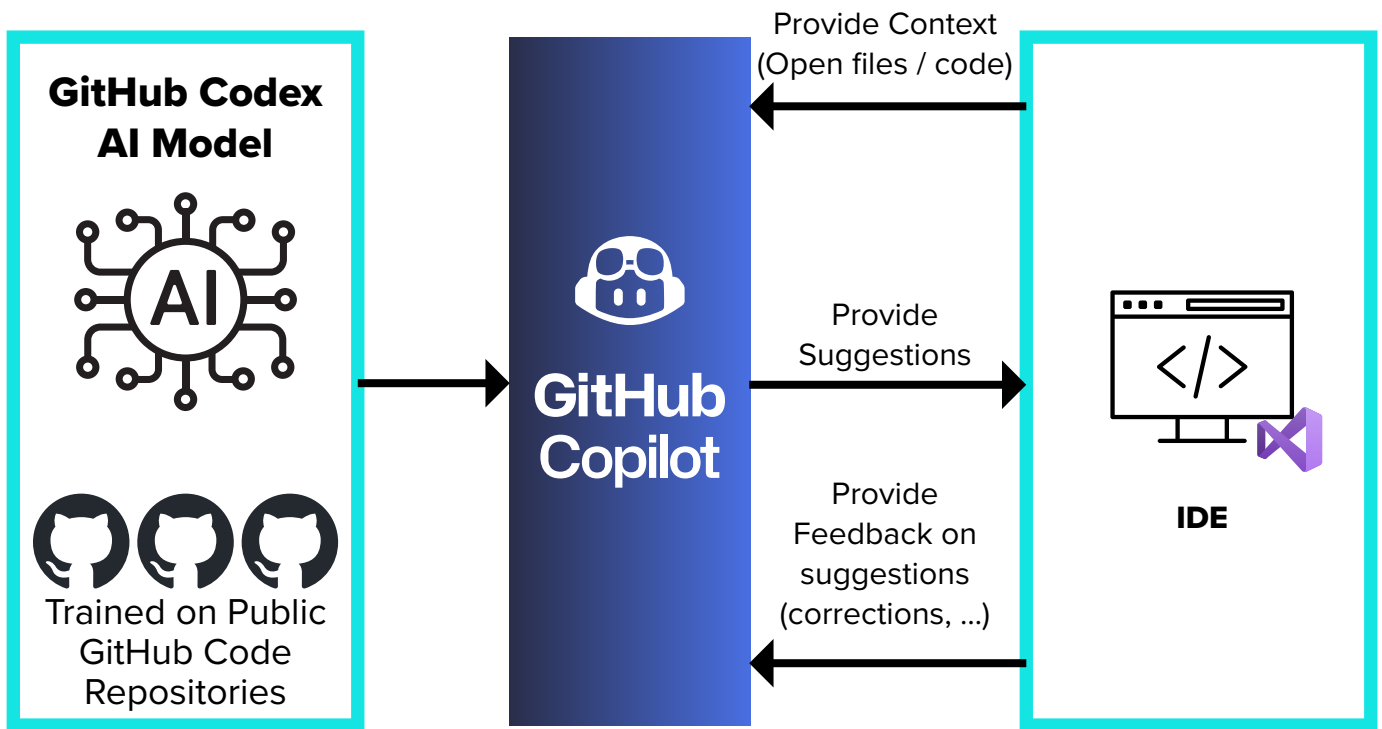 GitHub Codex
AI Model
AI
Trained on Public
GitHub Code
Repositories
GitHub
Copilot
Provide Context
(Open files / code)
Provide
Suggestions
Provide
Feedback on
suggestions
(corrections, ...)
</>
IDE